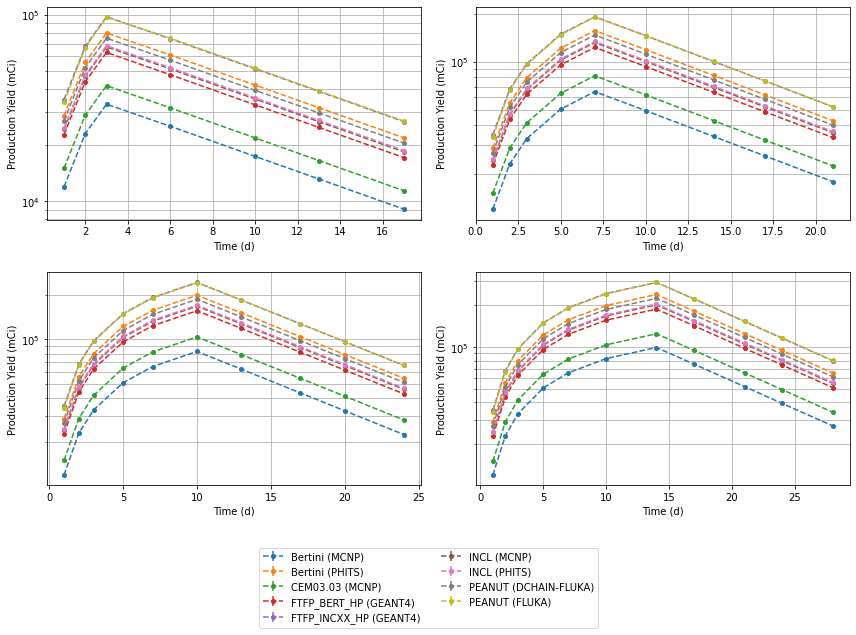 10⁵
10⁴
Production Yield (mCi)
2 4 6 8 10 12 14 16
Time (d)
10⁵
Production Yield (mCi)
0.0 2.5 5.0 7.5 10.0 12.5 15.0 17.5 20.0
Time (d)
10⁵
Production Yield (mCi)
0 5 10 15 20 25
Time (d)
10⁵
Production Yield (mCi)
0 5 10 15 20 25
Time (d)
Bertini (MCNP)
Bertini (PHITS)
CEM03.03 (MCNP)
FTFP_BERT_HP (GEANT4)
FTFP_INCXX_HP (GEANT4)
INCL (MCNP)
INCL (PHITS)
PEANUT (DCHAIN-FLUKA)
PEANUT (FLUKA)